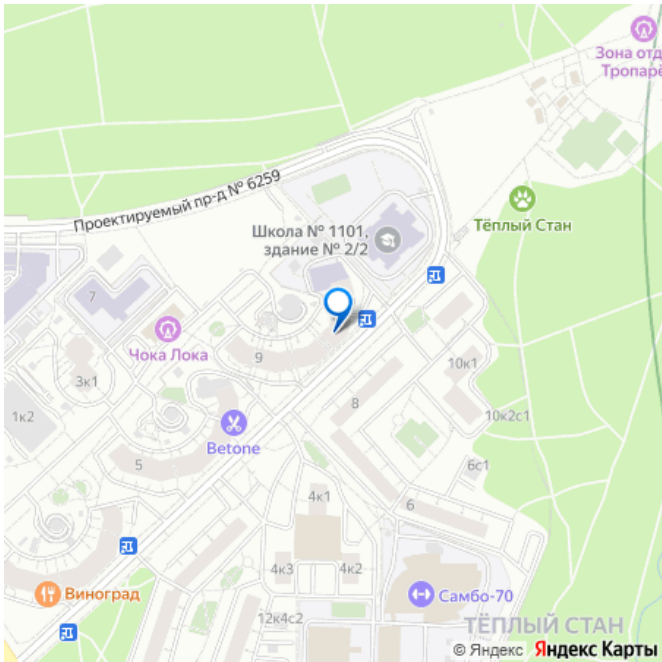 Зона отд
Тропарё
Проектируемый пр-д № 6259
Тёплый Стан
Школа № 1101,
здание № 2/2
7
Чока Лока
9
3к1
10к1
1к2
8
10к2с1
Betone
5
6с1
4к1
6
4к3
4к2
Виноград
Самбо-70
12к4с2
ТЁПЛЫЙ СТАН
© Яндекс Яндекс Карты